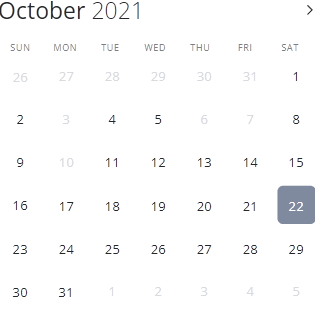 October 2021
SUN MON TUE WED THU FRI SAT
26 27 28 29 30 31 1
2 3 4 5 6 7 8
9 10 11 12 13 14 15
16 17 18 19 20 21 22
23 24 25 26 27 28 29
30 31 1 2 3 4 5